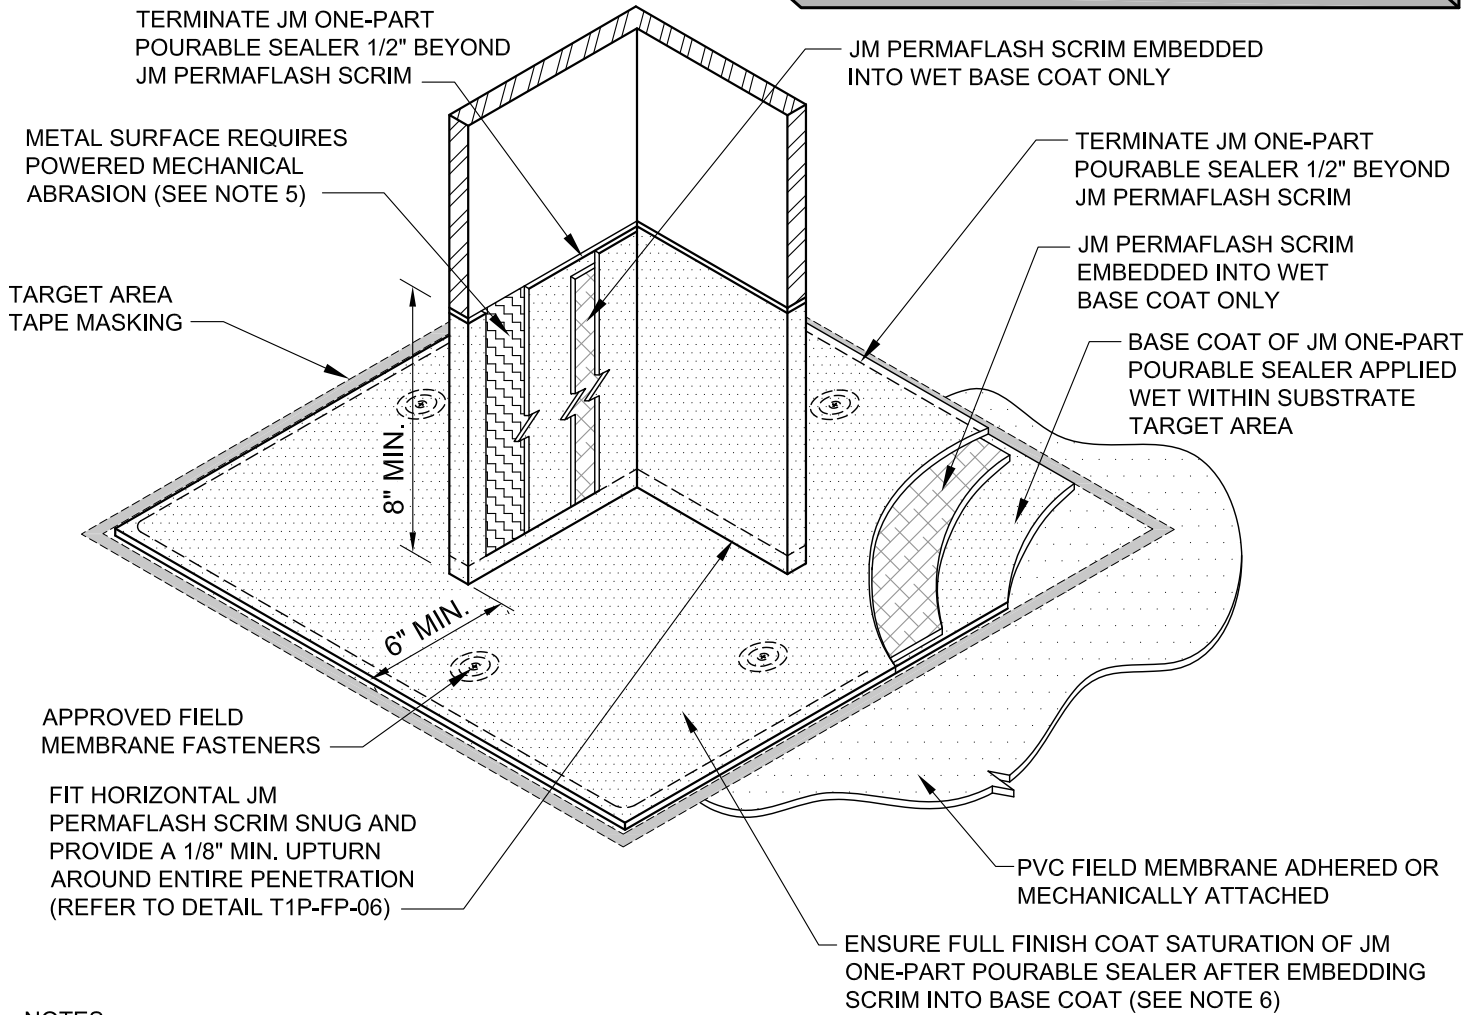 TERMINATE JM ONE-PART
POURABLE SEALER 1/2" BEYOND
JM PERMAFLASH SCRIM
JM PERMAFLASH SCRIM EMBEDDED
INTO WET BASE COAT ONLY
METAL SURFACE REQUIRES
POWERED MECHANICAL
ABRASION (SEE NOTE 5)
TERMINATE JM ONE-PART
POURABLE SEALER 1/2" BEYOND
JM PERMAFLASH SCRIM
JM PERMAFLASH SCRIM
EMBEDDED INTO WET
BASE COAT ONLY
TARGET AREA
TAPE MASKING
BASE COAT OF JM ONE-PART
POURABLE SEALER APPLIED
WET WITHIN SUBSTRATE
TARGET AREA
8" MIN.
6" MIN.
APPROVED FIELD
MEMBRANE FASTENERS
FIT HORIZONTAL JM
PERMAFLASH SCRIM SNUG AND
PROVIDE A 1/8" MIN. UPTURN
AROUND ENTIRE PENETRATION
(REFER TO DETAIL T1P-FP-06)
PVC FIELD MEMBRANE ADHERED OR
MECHANICALLY ATTACHED
ENSURE FULL FINISH COAT SATURATION OF JM
ONE-PART POURABLE SEALER AFTER EMBEDDING
SCRIM INTO BASE COAT (SEE NOTE 6)